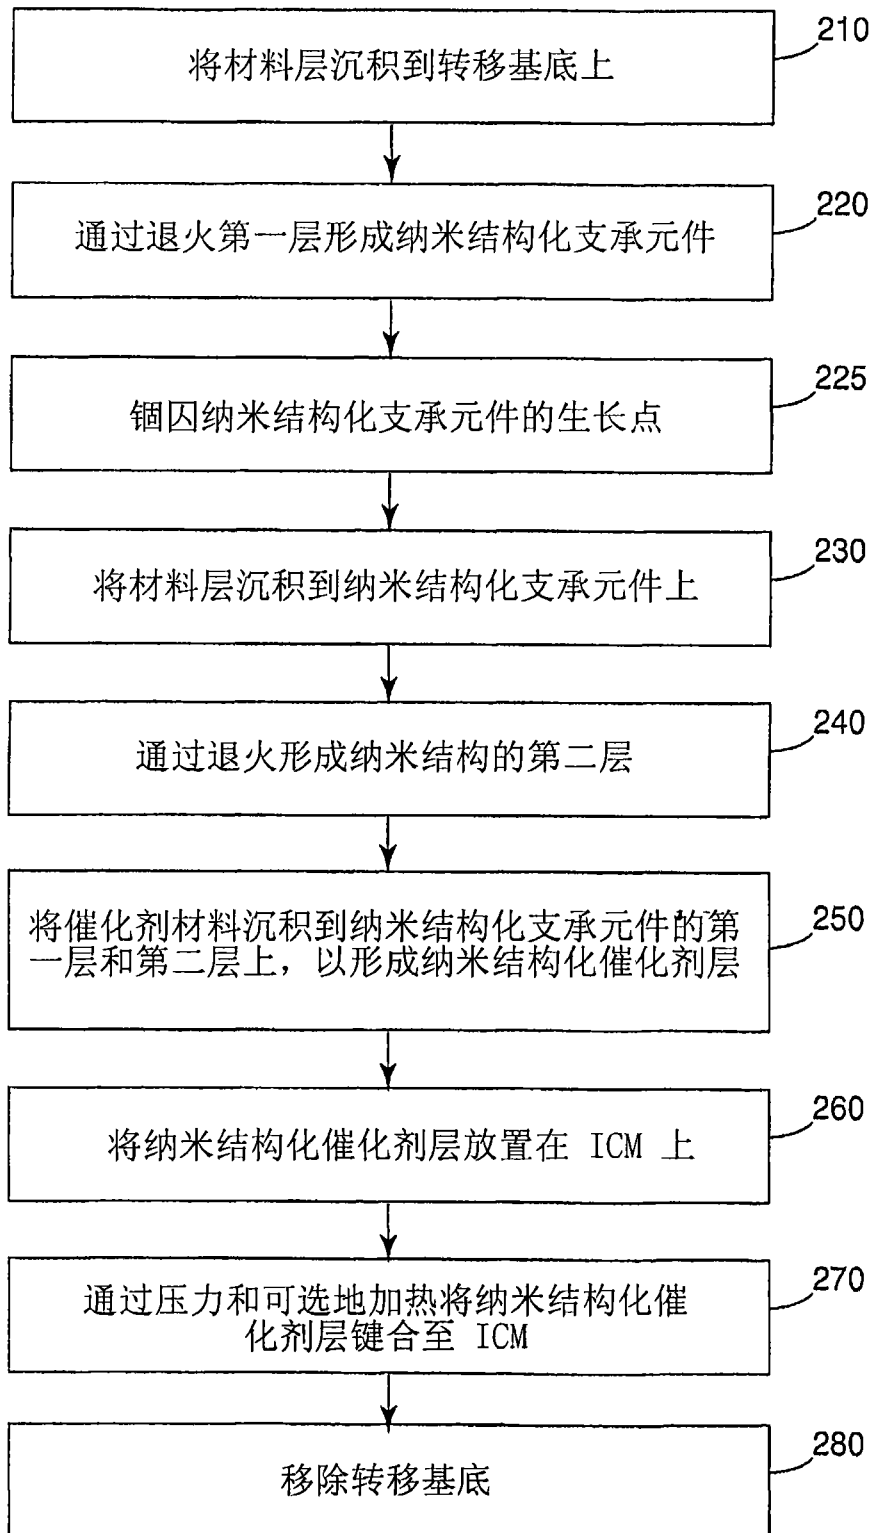 210
将材料层沉积到转移基底上
220
通过退火第一层形成纳米结构化支承元件
225
锢囚纳米结构化支承元件的生长点
230
将材料层沉积到纳米结构化支承元件上
240
通过退火形成纳米结构的第二层
250
将催化剂材料沉积到纳米结构化支承元件的第
一层和第二层上，以形成纳米结构化催化剂层
260
将纳米结构化催化剂层放置在 ICM 上
270
通过压力和可选地加热将纳米结构化催
化剂层键合至 ICM
280
移除转移基底